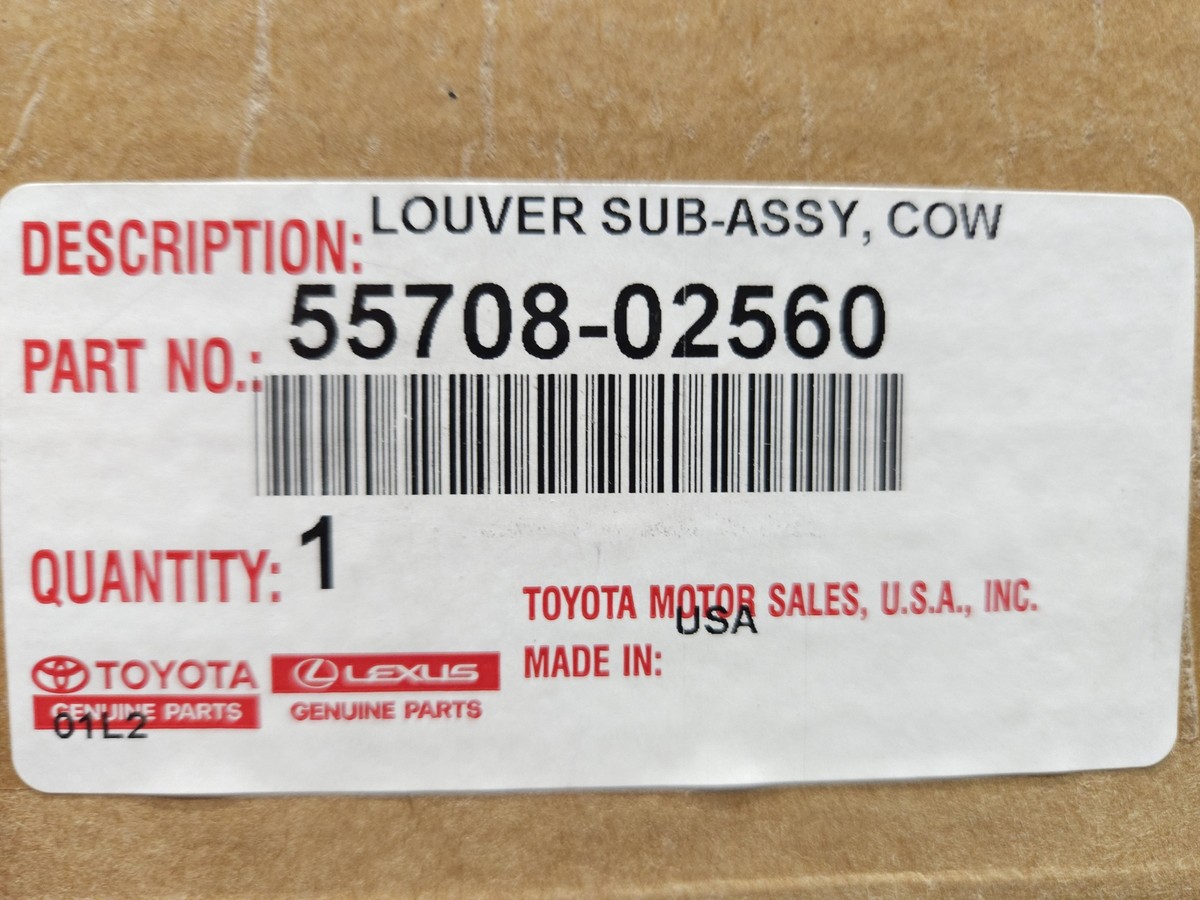 DESCRIPTION: LOUVER SUB-ASSY, COW
PART NO.: 55708-02560
QUANTITY: 1
TOYOTA MOTOR SALES, U.S.A., INC.
USA
MADE IN:
TOYOTA
GENUINE PARTS
01L2
LEXUS
GENUINE PARTS